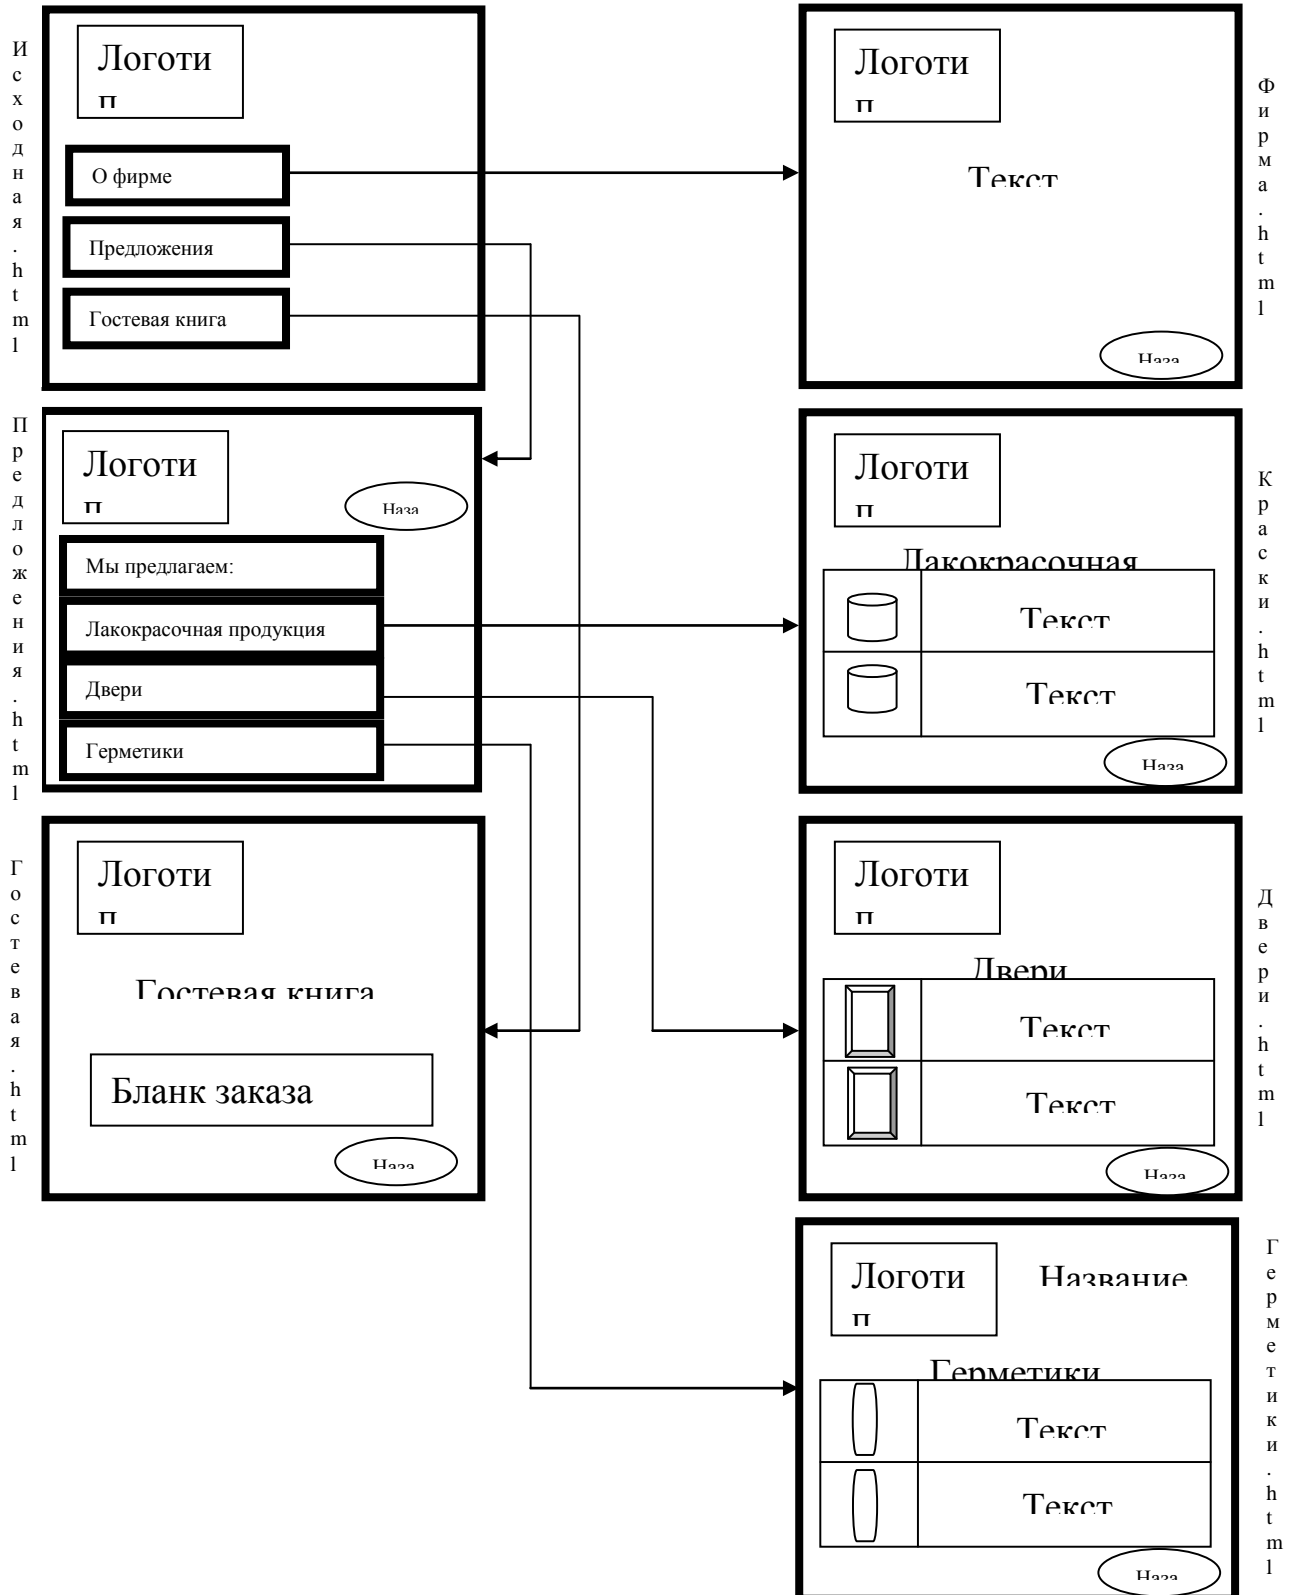 Исходная.html
Логоти
п
О фирме
Предложения
Гостевая книга
Фирма.html
Логоти
п
Текст
Наза
Предложения.html
Логоти
п
Наза
Мы предлагаем:
Лакокрасочная продукция
Двери
Герметики
Краски.html
Логоти
п
Лакокрасочная
Текст
Текст
Наза
Гостевая.html
Логоти
п
Гостевая книга
Бланк заказа
Наза
Двери.html
Логоти
п
Двери
Текст
Текст
Наза
Герметики.html
Логоти
п
Название
Герметики
Текст
Текст
Наза